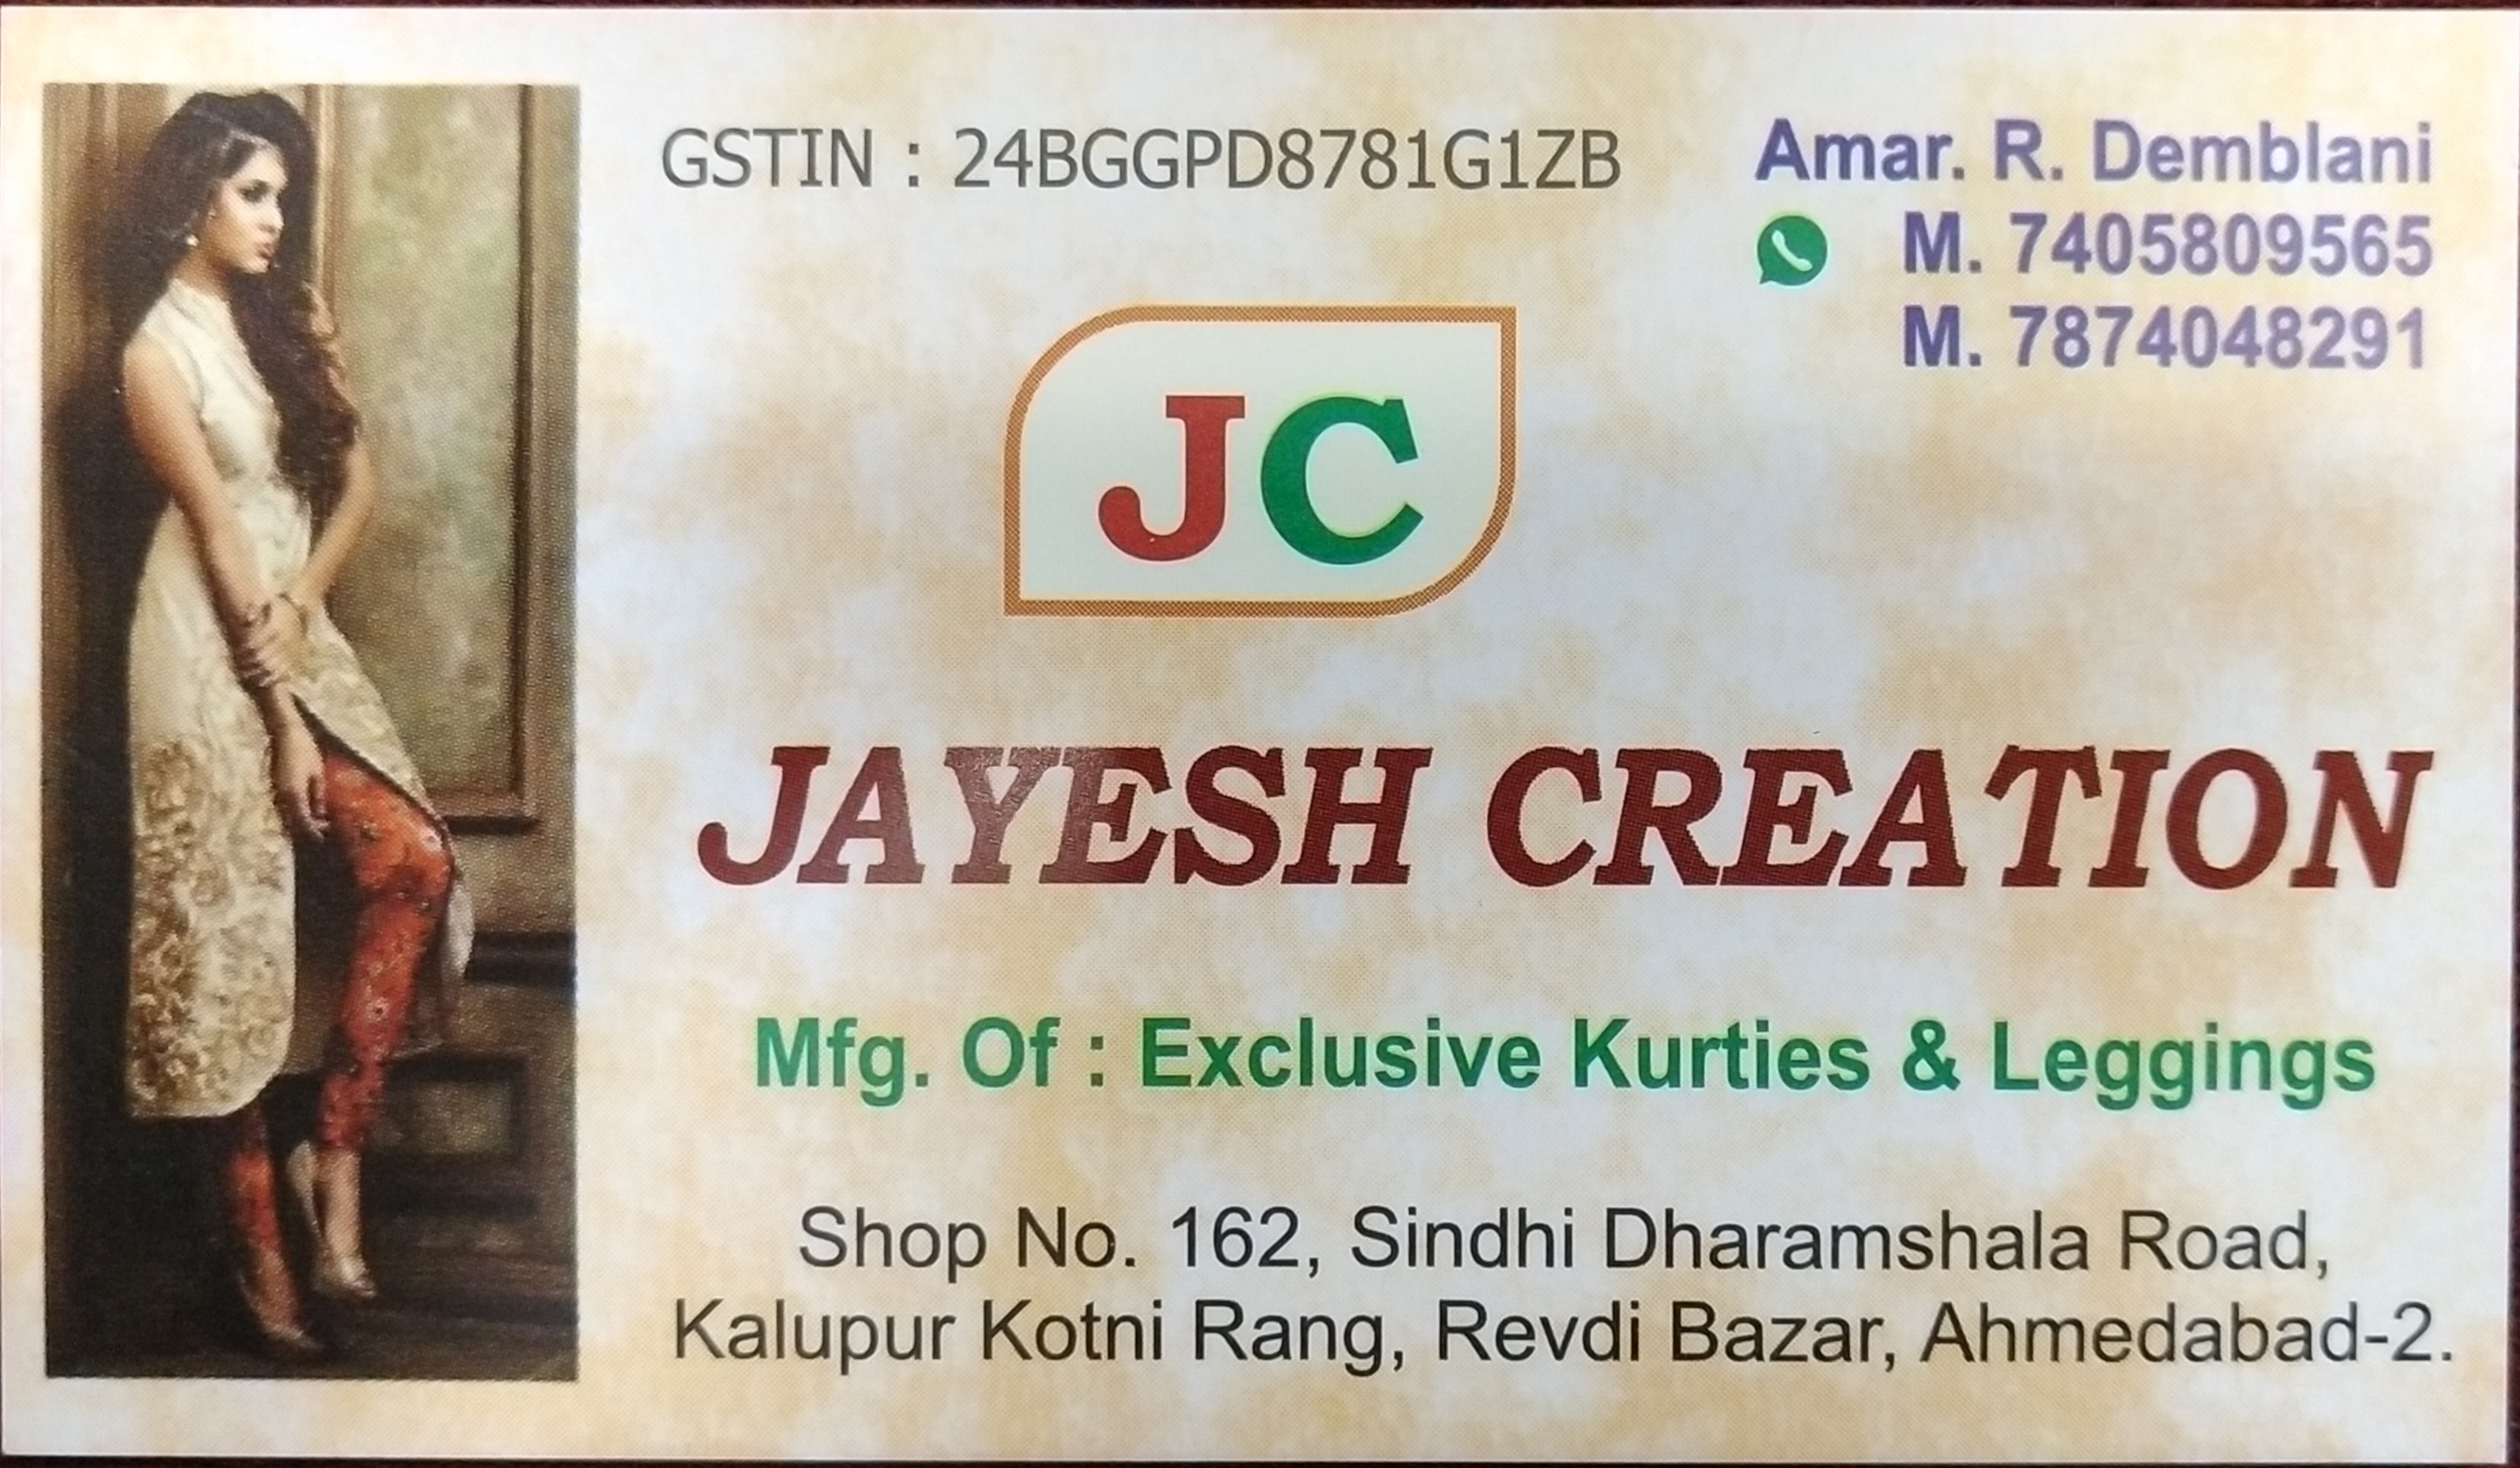 GSTIN : 24BGGPD8781G1ZB
Amar. R. Demblani
M. 7405809565
M. 7874048291
JC
JAYESH CREATION
Mfg. Of : Exclusive Kurties & Leggings
Shop No. 162, Sindhi Dharamshala Road,
Kalupur Kotni Rang, Revdi Bazar, Ahmedabad-2.